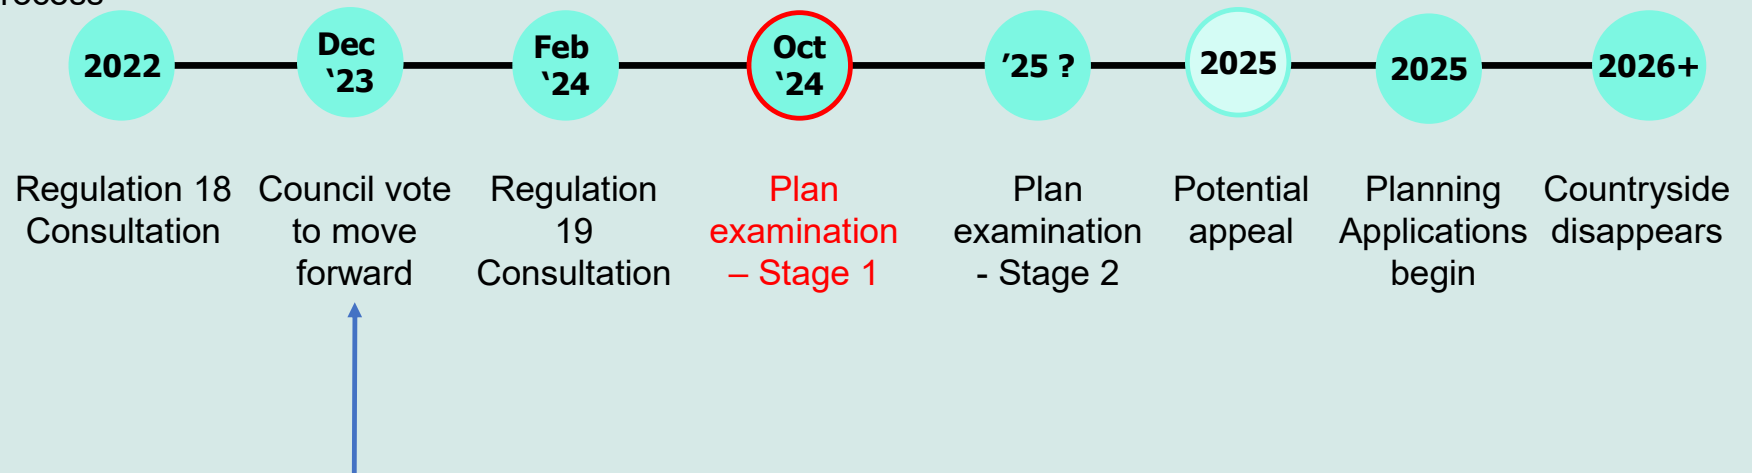 2022
Dec
‘23
Feb
‘24
Oct
‘24
’25 ?
2025
2025
2026+
Regulation 18
Consultation
Council vote
to move
forward
Regulation
19
Consultation
Plan
examination
– Stage 1
Plan
examination
- Stage 2
Potential
appeal
Planning
Applications
begin
Countryside
disappears